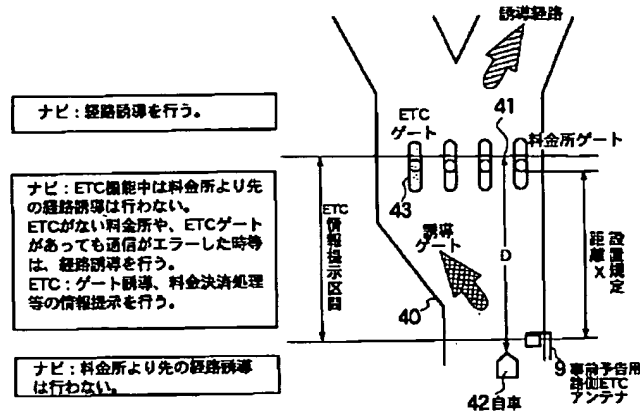 誘導経路
ナビ：経路誘導を行う。
41
ETC
ゲート
料金所ゲート
43
ナビ：ETC機能中は料金所より先
の経路誘導は行わない。
ETCがない料金所や、ETCゲート
があっても通信がエラーした時等
は、経路誘導を行う。
ETC：ゲート誘導、料金決済処理
等の情報提示を行う。
ETC情報提示区間
誘導
ゲート
D
設置規定
距離X
40
ナビ：料金所より先の経路誘導
は行わない。
42自車
9 事前予告用
路側ETC
アンテナ